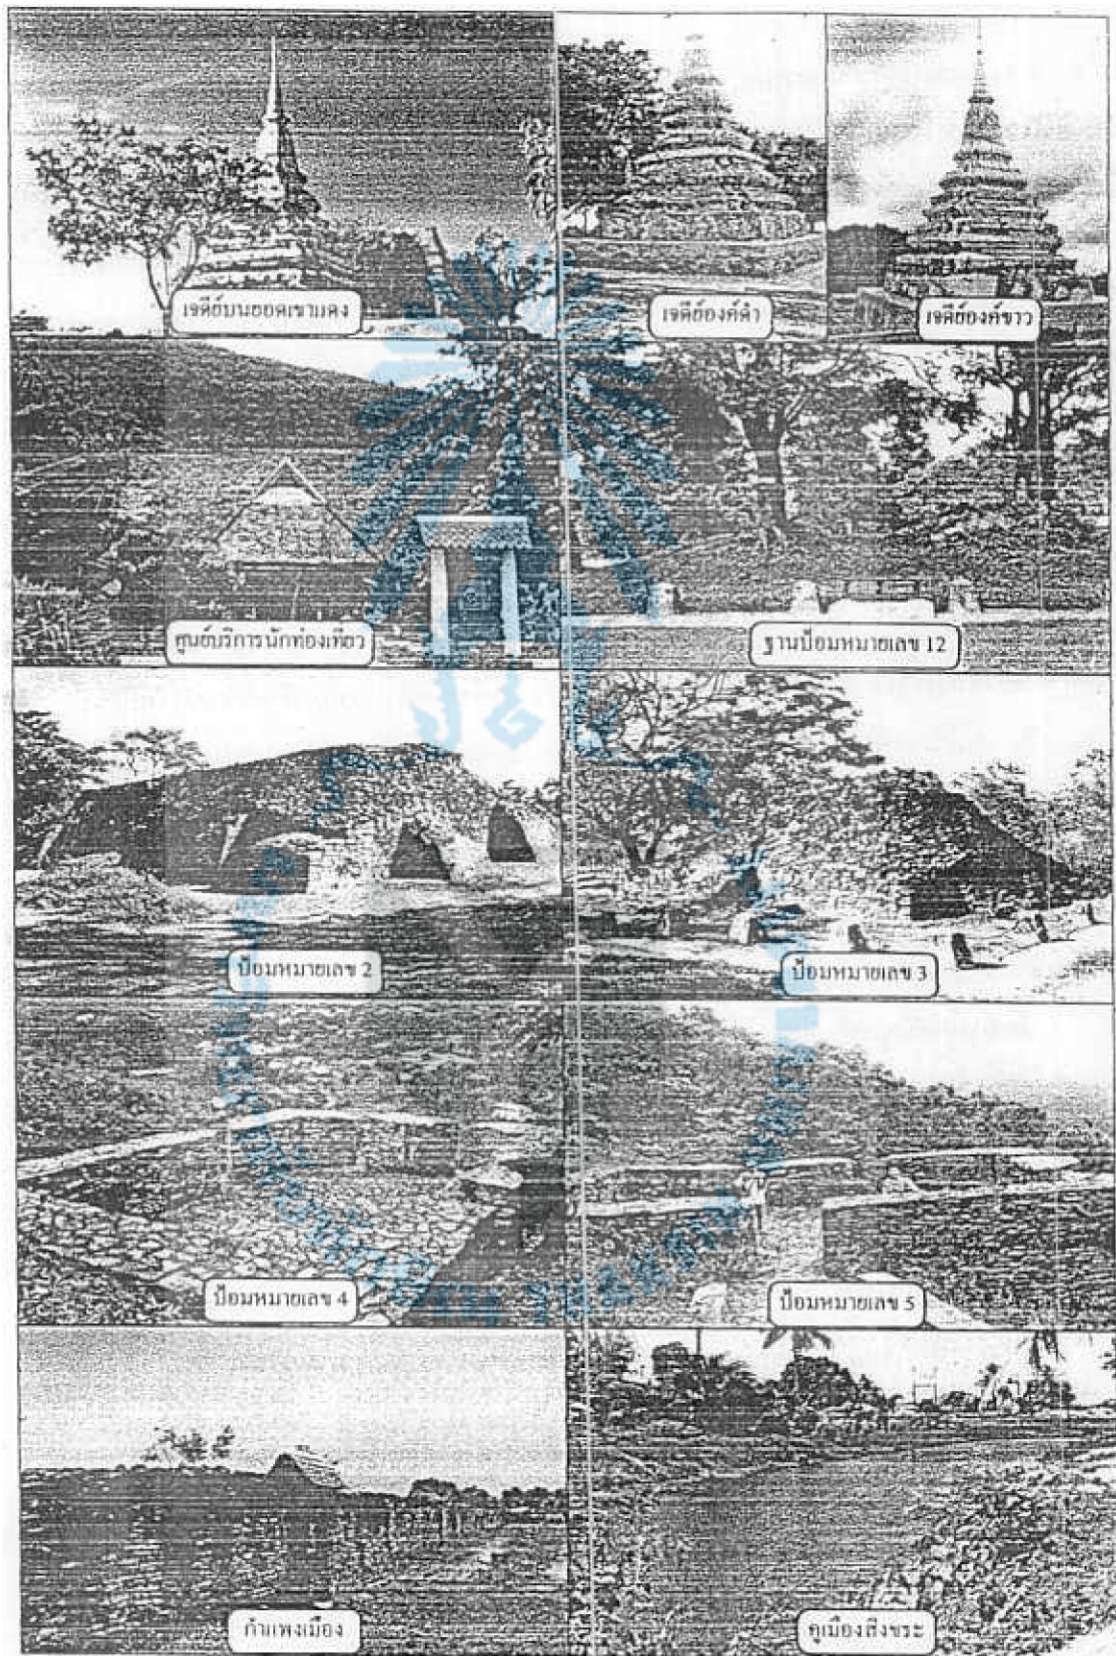 เจดีย์บนยอดเขาแดง
เจดีย์องค์ดำ
เจดีย์องค์ขาว
ศูนย์บริการนักท่องเที่ยว
ฐานป้อมหมายเลข 12
ป้อมหมายเลข 2
ป้อมหมายเลข 3
ป้อมหมายเลข 4
ป้อมหมายเลข 5
กำแพงเมือง
คูเมืองสิงขระ